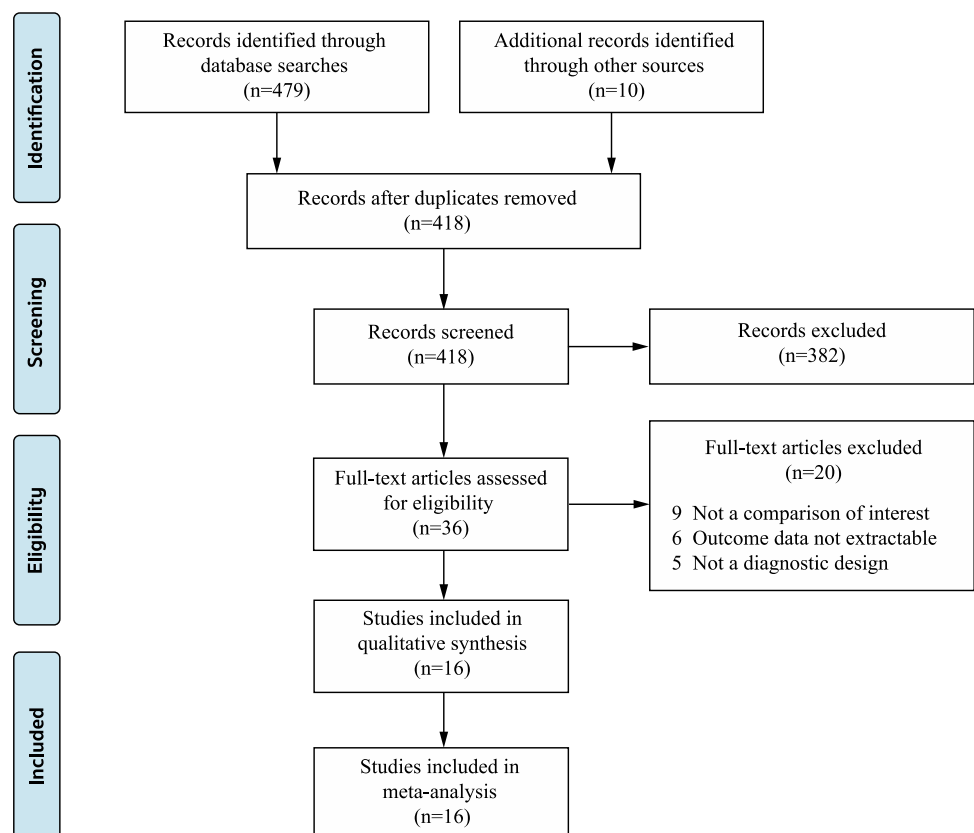 Identification
Records identified through
database searches
(n=479)
Additional records identified
through other sources
(n=10)
Records after duplicates removed
(n=418)
Screening
Records screened
(n=418)
Records excluded
(n=382)
Eligibility
Full-text articles assessed
for eligibility
(n=36)
Full-text articles excluded
(n=20)
9 Not a comparison of interest
6 Outcome data not extractable
5 Not a diagnostic design
Studies included in
qualitative synthesis
(n=16)
Included
Studies included in
meta-analysis
(n=16)